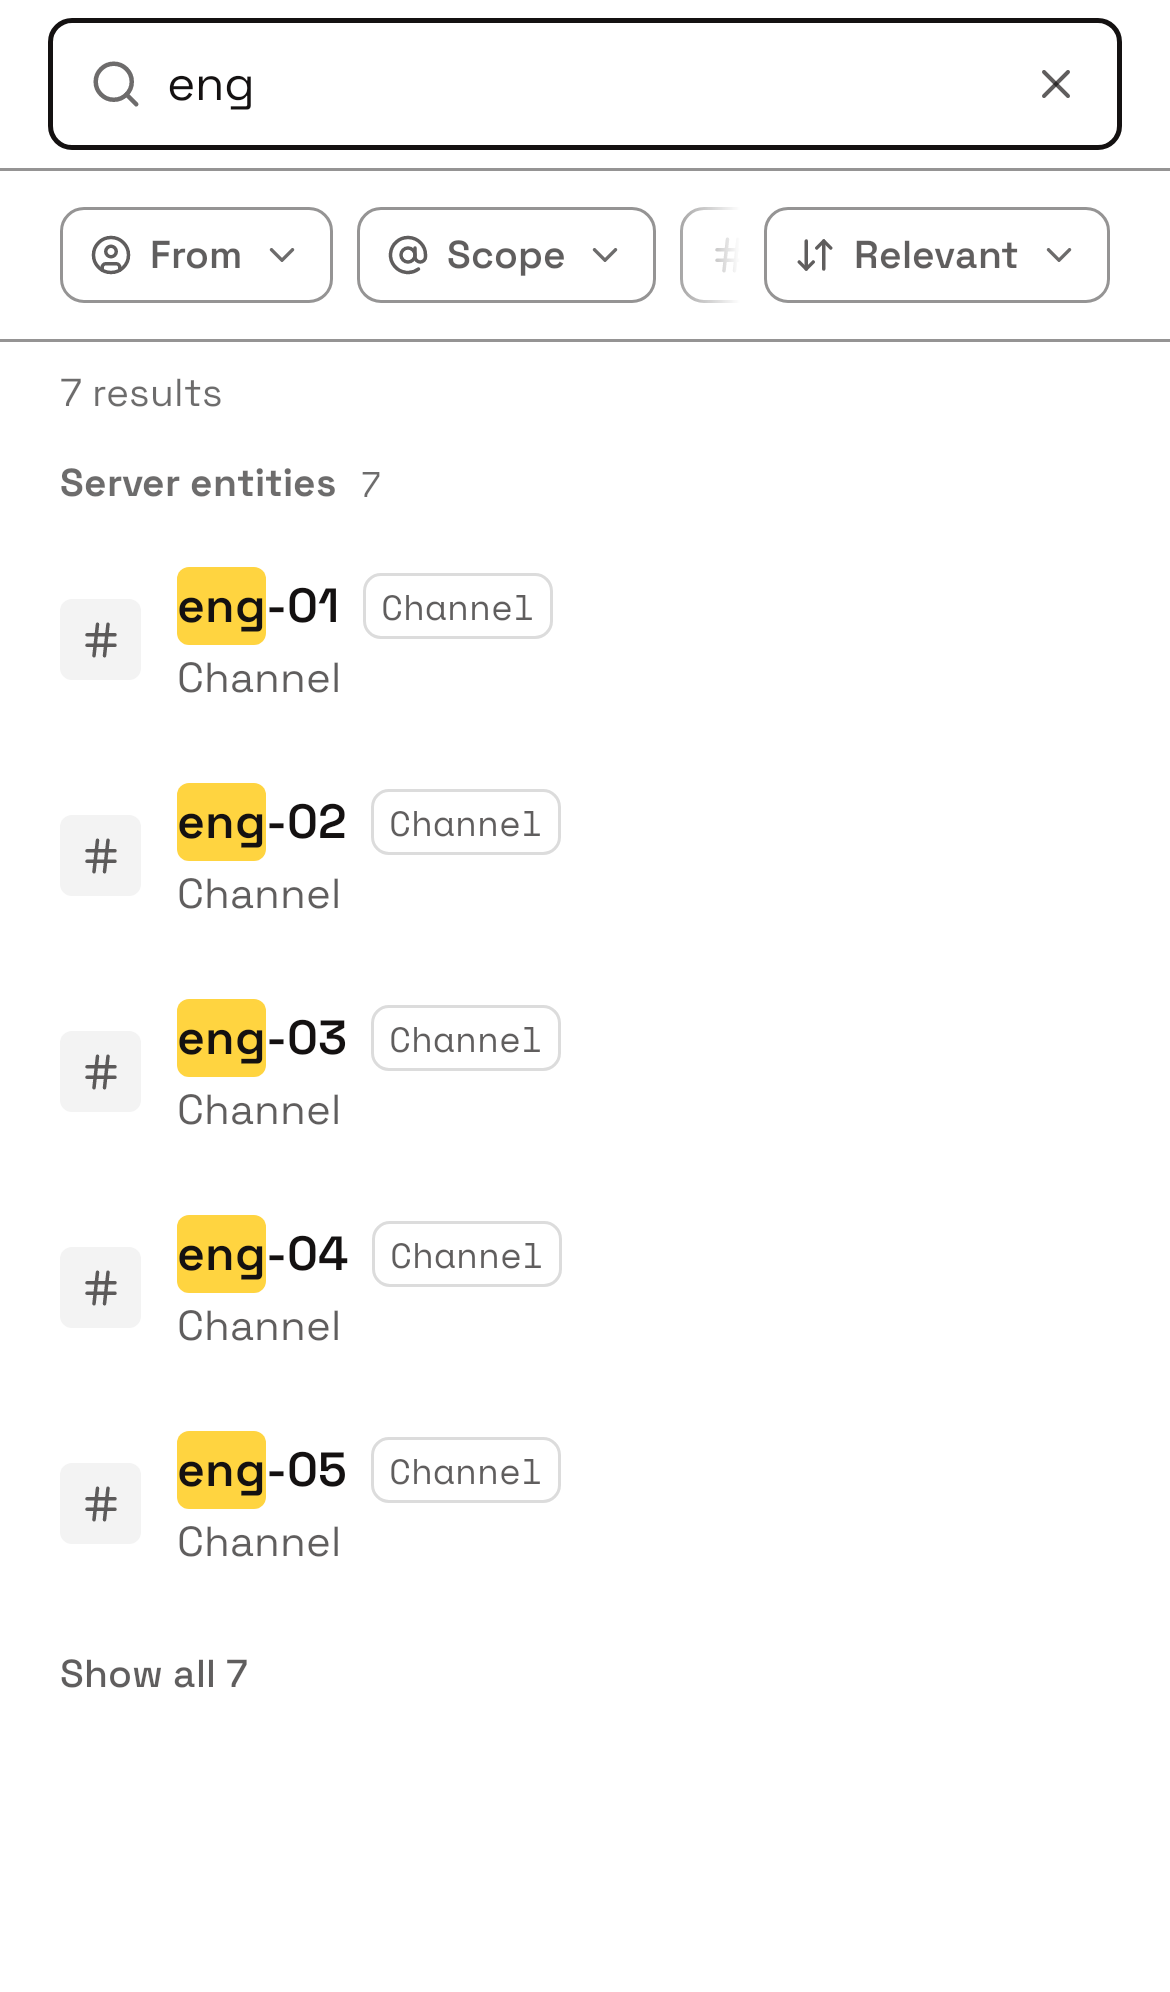 eng
From
Scope
#
Relevant
7 results
Server entities 7
# eng-01 Channel
Channel
# eng-02 Channel
Channel
# eng-03 Channel
Channel
# eng-04 Channel
Channel
# eng-05 Channel
Channel
Show all 7